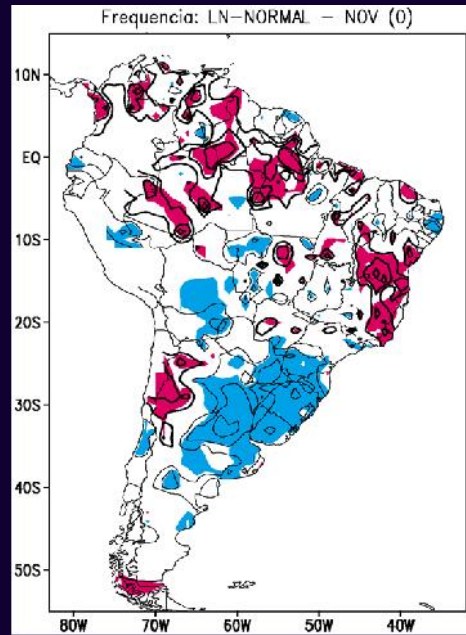 Frequencia: LN-NORMAL - NOV (0)
10N
EQ
10S
20S
30S
40S
50S
80W 70W 60W 50W 40W